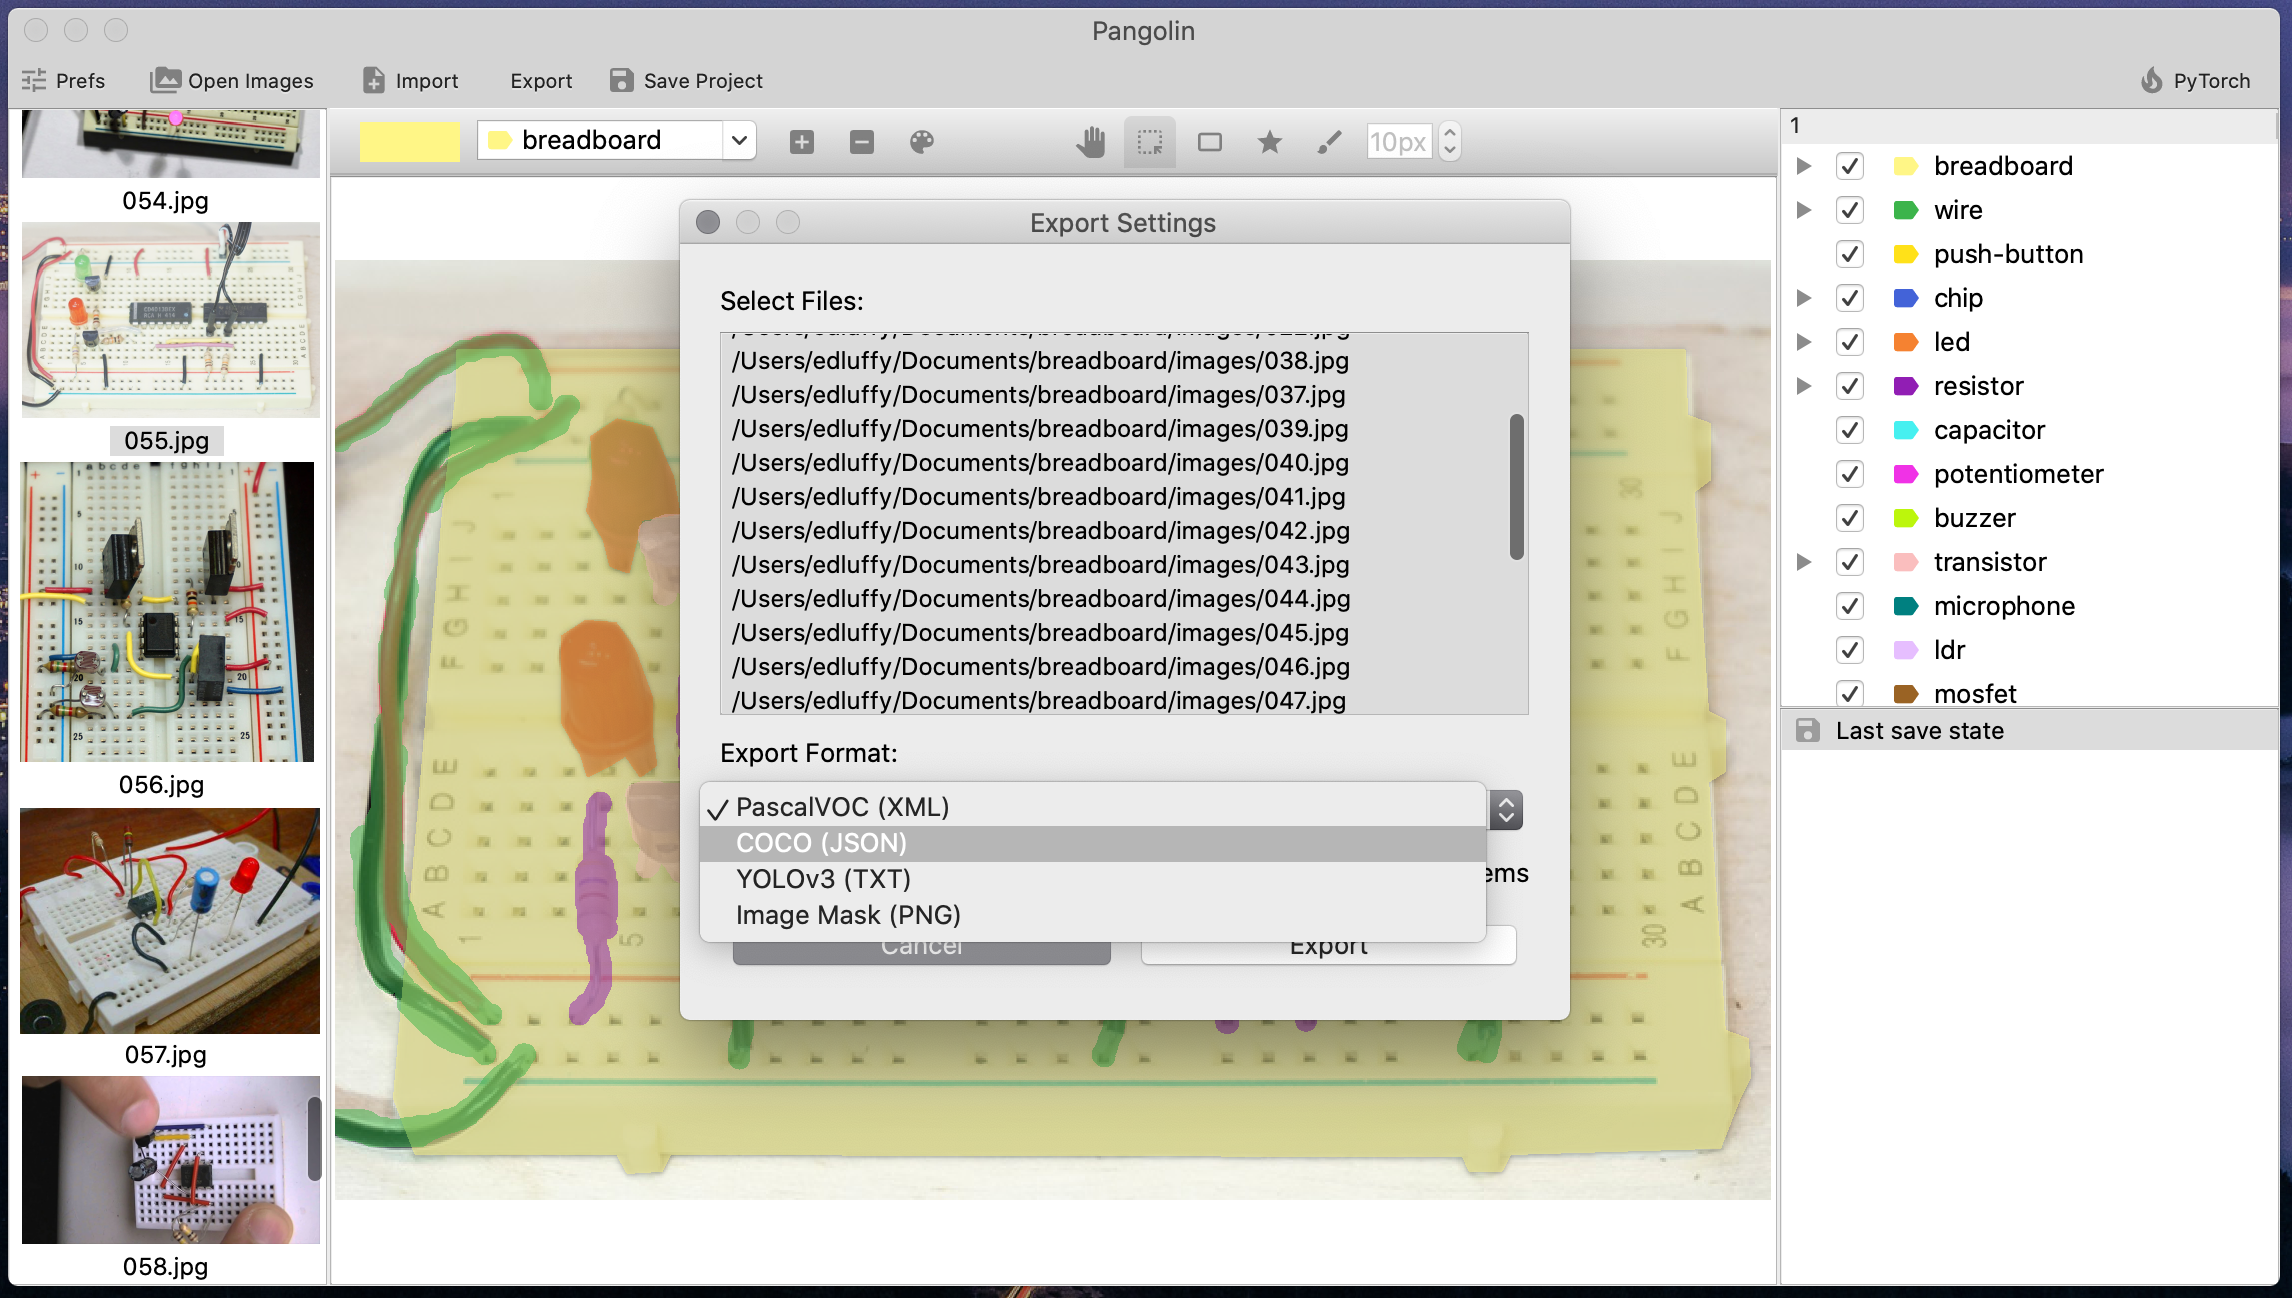 Pangolin
Prefs
Open Images
Import
Export
Save Project
PyTorch
breadboard
10px
054.jpg
055.jpg
056.jpg
057.jpg
058.jpg
Export Settings
Select Files:
/Users/edluffy/Documents/breadboard/images/038.jpg
/Users/edluffy/Documents/breadboard/images/037.jpg
/Users/edluffy/Documents/breadboard/images/039.jpg
/Users/edluffy/Documents/breadboard/images/040.jpg
/Users/edluffy/Documents/breadboard/images/041.jpg
/Users/edluffy/Documents/breadboard/images/042.jpg
/Users/edluffy/Documents/breadboard/images/043.jpg
/Users/edluffy/Documents/breadboard/images/044.jpg
/Users/edluffy/Documents/breadboard/images/045.jpg
/Users/edluffy/Documents/breadboard/images/046.jpg
/Users/edluffy/Documents/breadboard/images/047.jpg
Export Format:
PascalVOC (XML)
COCO (JSON)
YOLOv3 (TXT)
Image Mask (PNG)
ems
Cancel
Export
A B C D E
F G H I J
1
5
30
30
A B C D E
F G H I J
1
breadboard
wire
push-button
chip
led
resistor
capacitor
potentiometer
buzzer
transistor
microphone
ldr
mosfet
Last save state